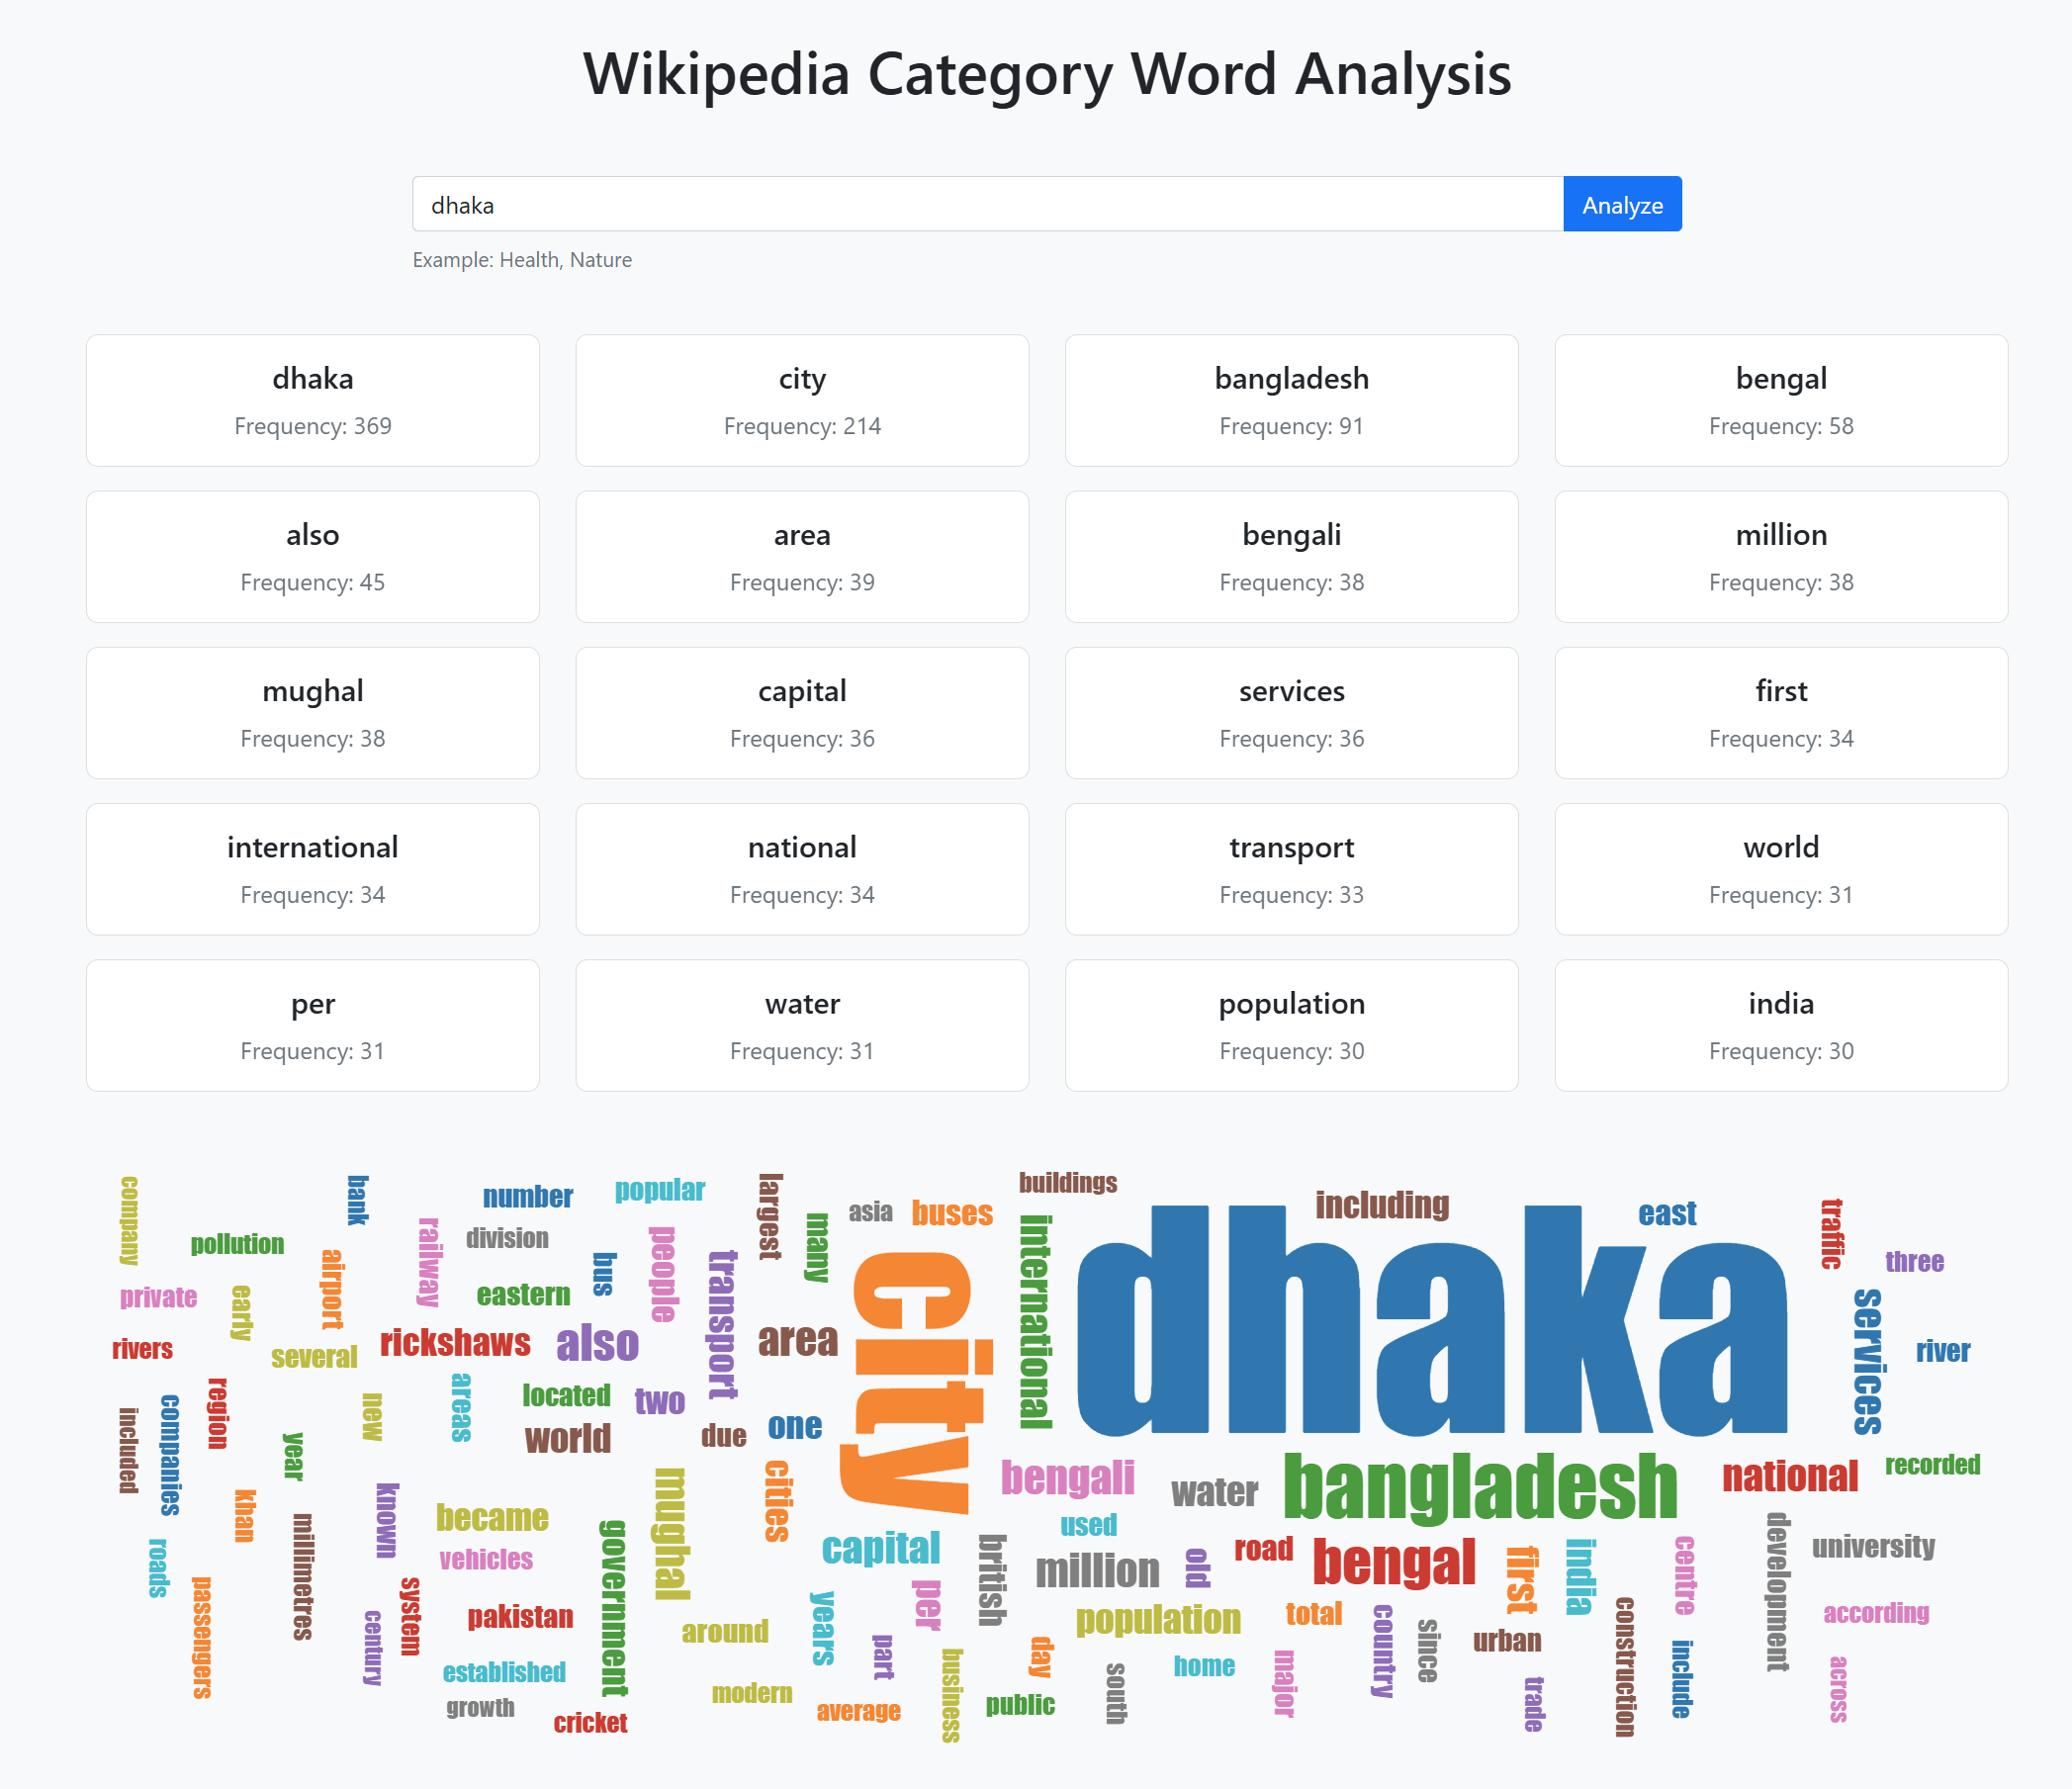 Wikipedia Category Word Analysis
dhaka
Analyze
Example: Health, Nature
dhaka
Frequency: 369
city
Frequency: 214
bangladesh
Frequency: 91
bengal
Frequency: 58
also
Frequency: 45
area
Frequency: 39
bengali
Frequency: 38
million
Frequency: 38
mughal
Frequency: 38
capital
Frequency: 36
services
Frequency: 36
first
Frequency: 34
international
Frequency: 34
national
Frequency: 34
transport
Frequency: 33
world
Frequency: 31
per
Frequency: 31
water
Frequency: 31
population
Frequency: 30
india
Frequency: 30
company
bank
number
popular
largest
asia
buses
buildings
including
east
traffic
pollution
railway
division
people
many
international
dhaka
three
private
early
airport
eastern
bus
transport
city
services
rivers
several
rickshaws
also
area
river
included
companies
region
year
new
areas
located
two
world
due
one
cities
bengali
water
bangladesh
national
recorded
khan
known
became
mughal
capital
used
roads
millimetres
vehicles
government
british
million
old
road
bengal
first
india
centre
development
university
passengers
century
system
pakistan
around
years
per
population
total
country
since
urban
construction
according
established
part
day
home
major
include
across
growth
cricket
modern
average
business
public
south
trade